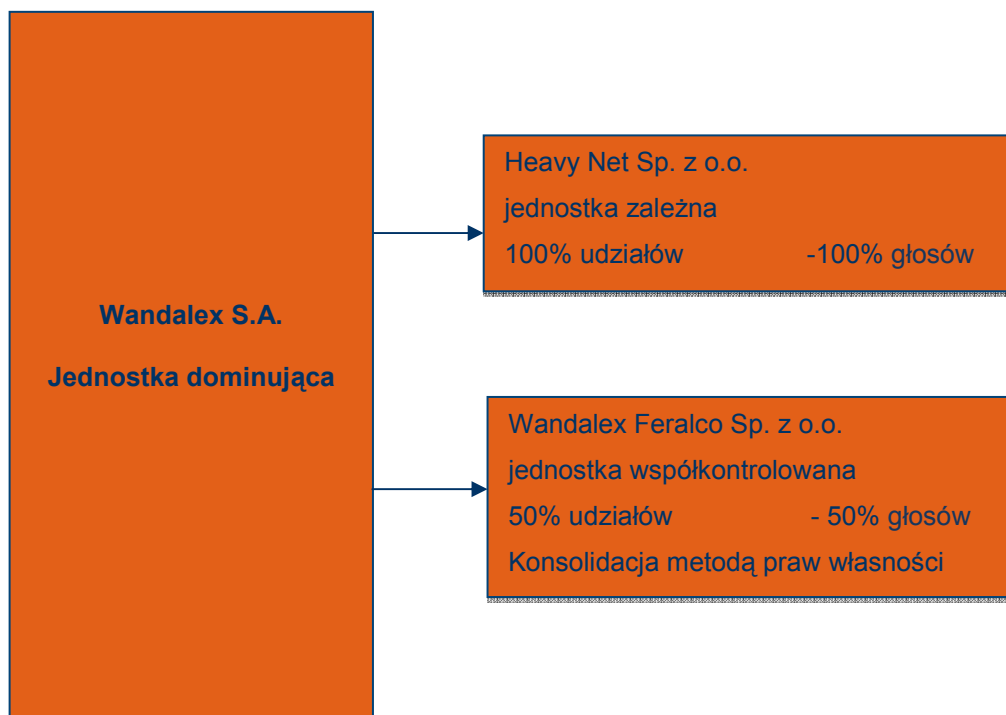 Wandalex S.A.
Jednostka dominująca
Heavy Net Sp. z o.o.
jednostka zależna
100% udziałów -100% głosów
Wandalex Feralco Sp. z o.o.
jednostka współkontrolowana
50% udziałów - 50% głosów
Konsolidacja metodą praw własności